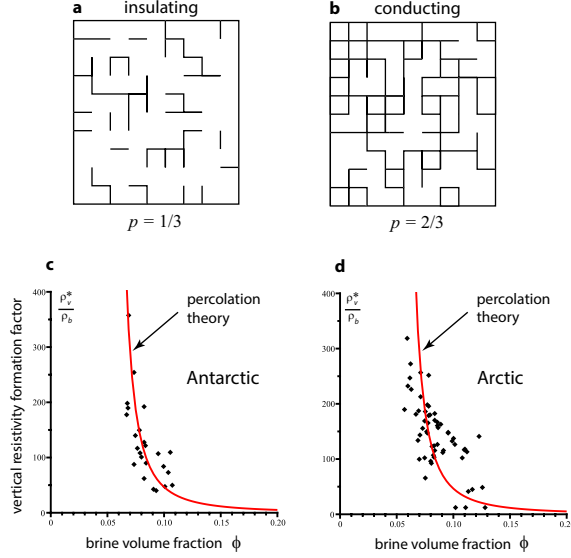 a insulating
b conducting
p = 1/3
p = 2/3
c
d
400
300
200
100
0
ρ*v
ρb
percolation
theory
Antarctic
vertical resistivity formation factor
0
0.05
0.10
0.15
0.20
brine volume fraction ϕ
400
300
200
100
0
ρ*v
ρb
percolation
theory
Arctic
0
0.05
0.10
0.15
0.2
brine volume fraction ϕ